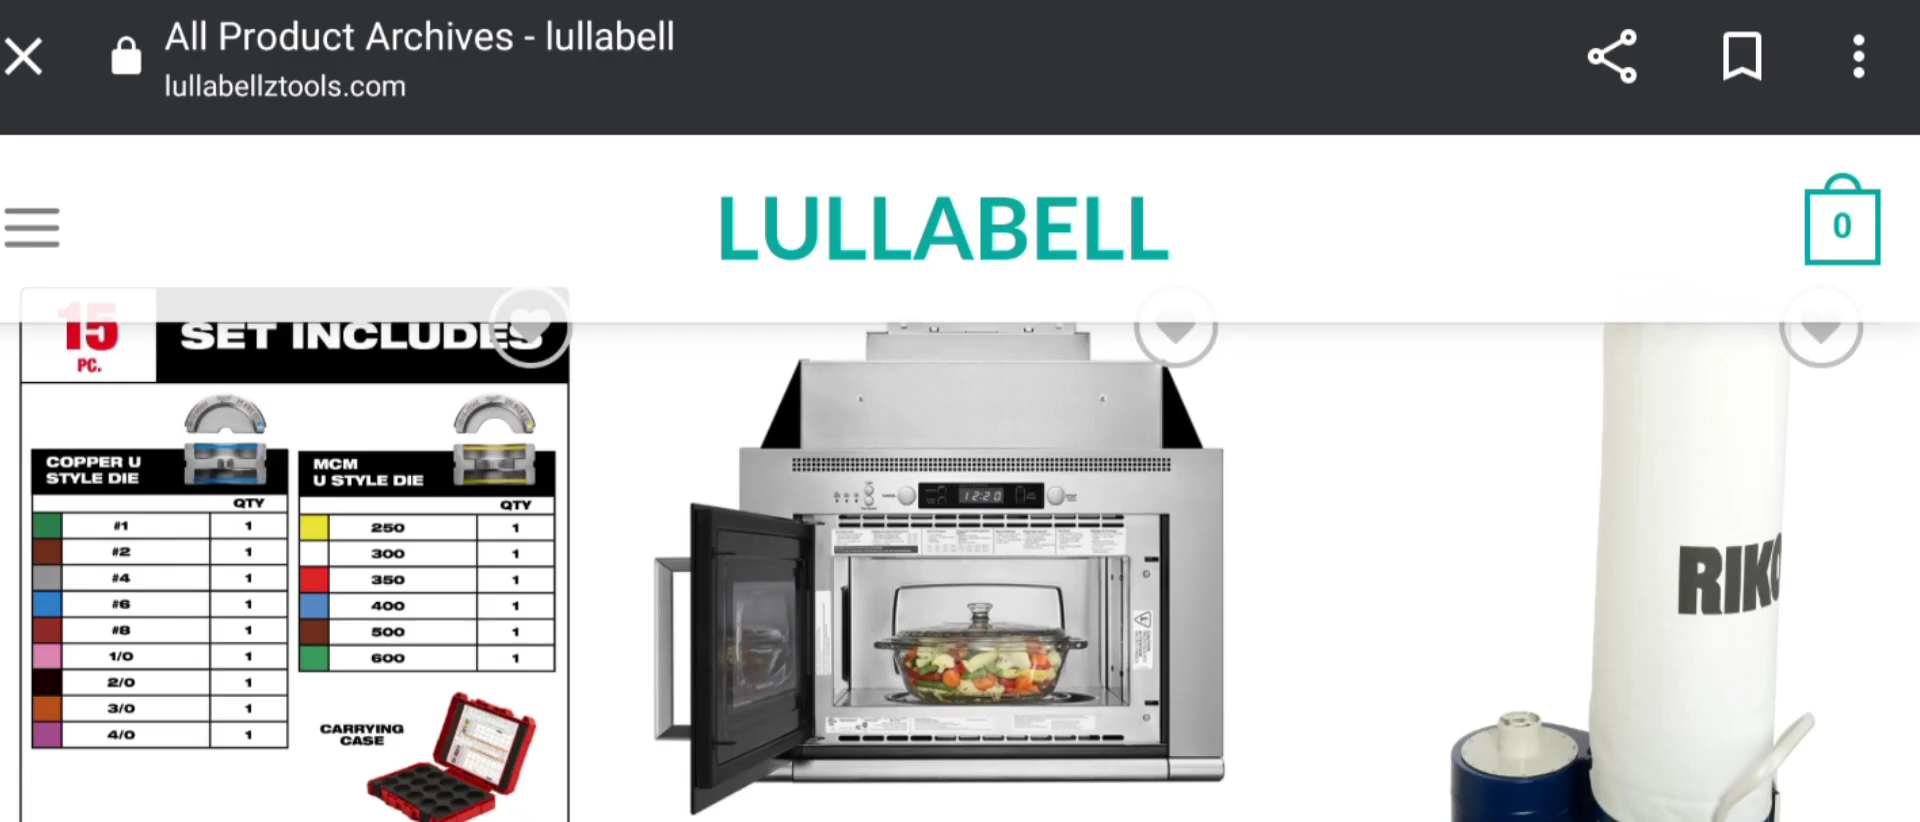 All Product Archives - lullabell
lullabellztools.com
LULLABELL
0
15
PC.
SET INCLUDES
COPPER U
STYLE DIE
QTY
#1 1
#2 1
#4 1
#6 1
#8 1
1/0 1
2/0 1
3/0 1
4/0 1
MCM
U STYLE DIE
QTY
250 1
300 1
350 1
400 1
500 1
600 1
CARRYING
CASE
12:20
RIKO